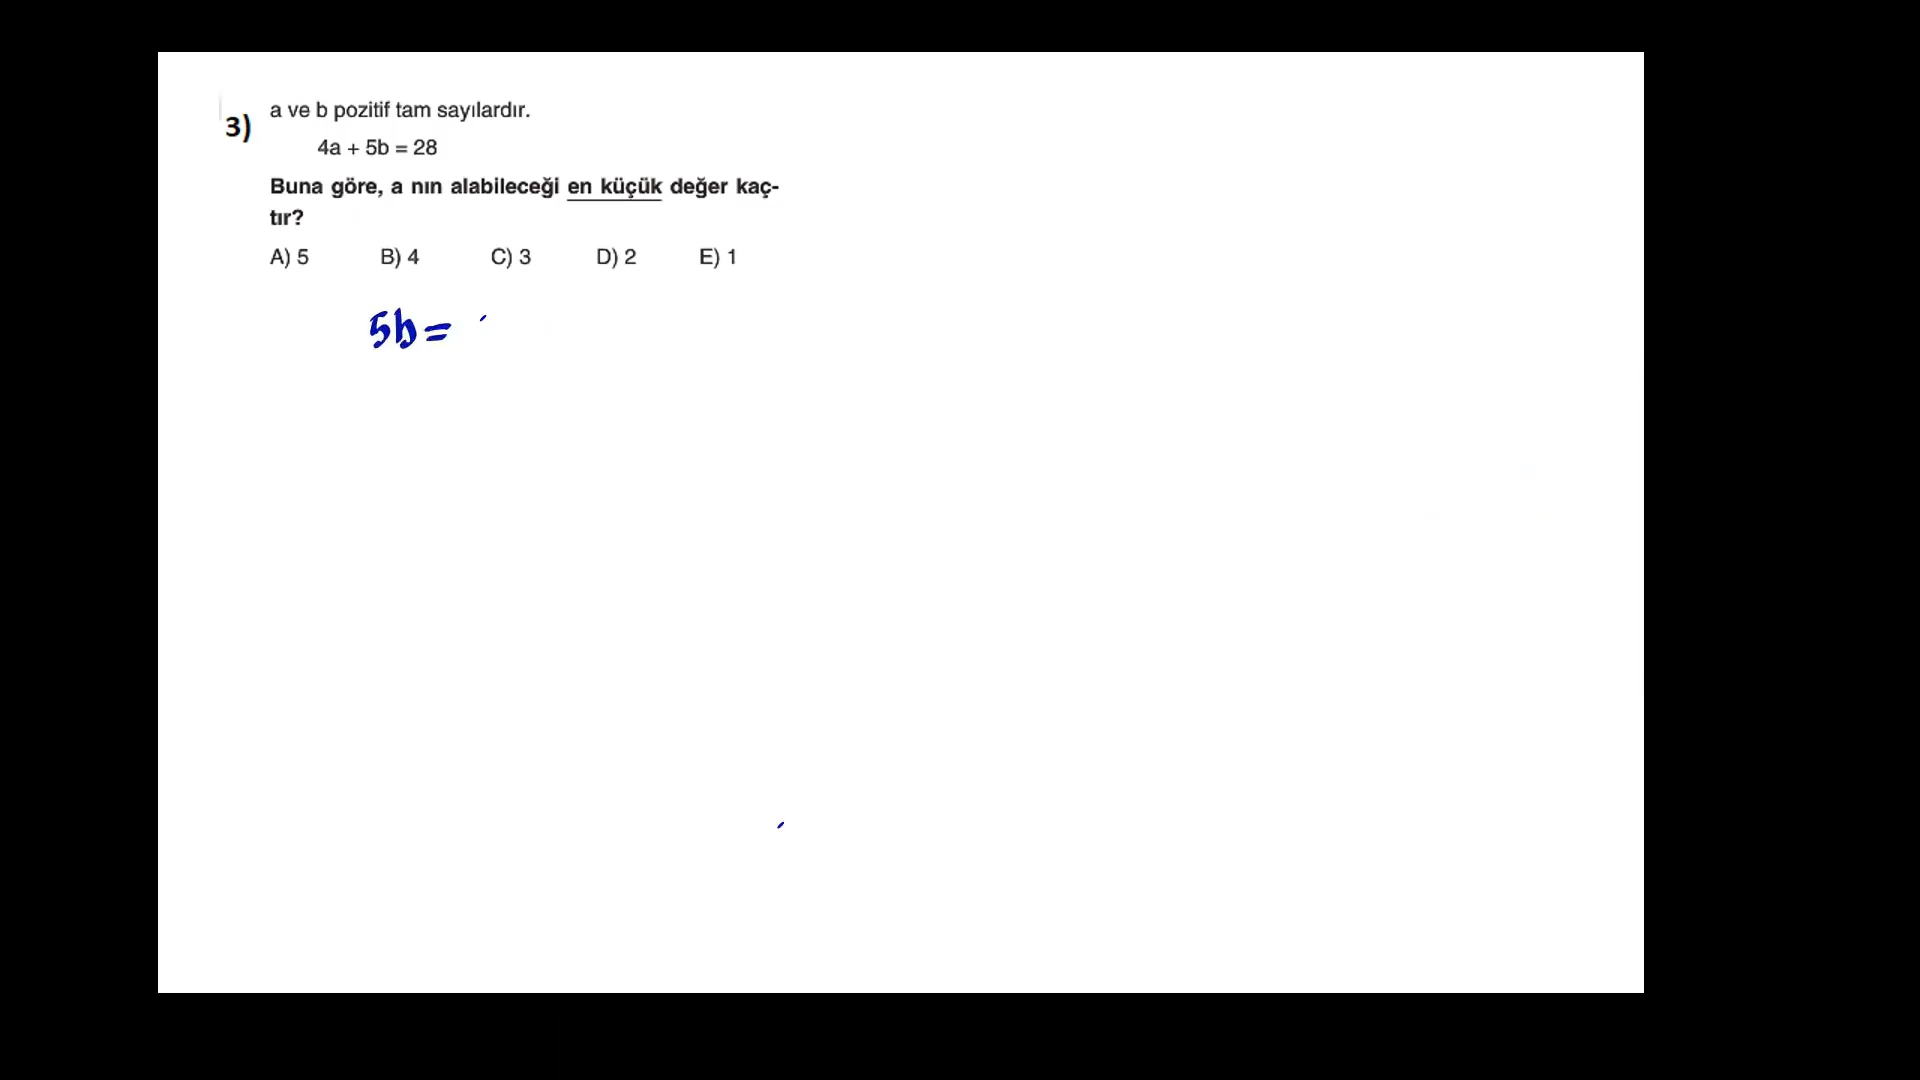 3)
a ve b pozitif tam sayılardır.
4a + 5b = 28
Buna göre, a nın alabileceği en küçük değer kaç-
tır?
A) 5 B) 4 C) 3 D) 2 E) 1
5b =